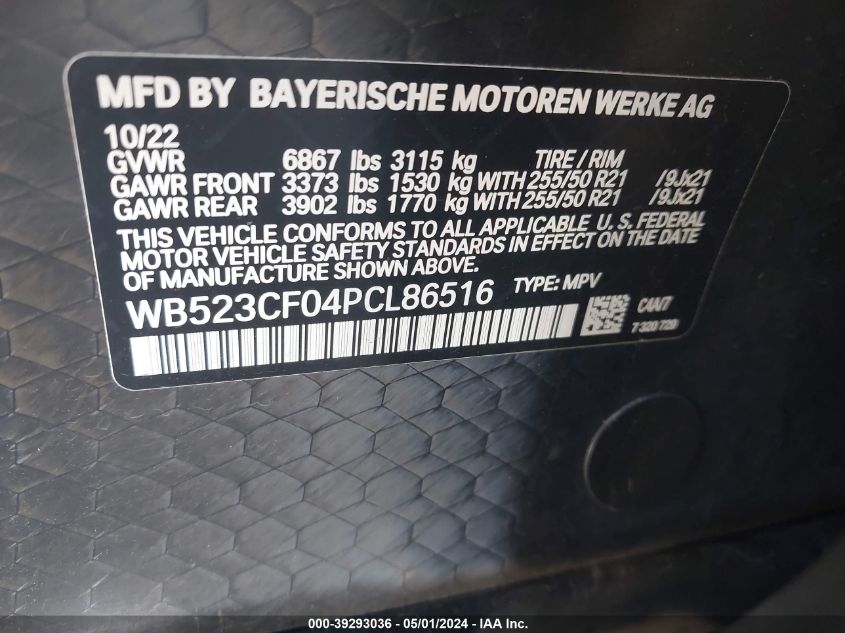 MFD BY BAYERISCHE MOTOREN WERKE AG
10/22
GVWR 6867 lbs 3115 kg TIRE / RIM
GAWR FRONT 3373 lbs 1530 kg WITH 255/50 R21 /9Jx21
GAWR REAR 3902 lbs 1770 kg WITH 255/50 R21 /9Jx21
THIS VEHICLE CONFORMS TO ALL APPLICABLE U.S. FEDERAL
MOTOR VEHICLE SAFETY STANDARDS IN EFFECT ON THE DATE
OF MANUFACTURE SHOWN ABOVE.
WB523CF04PCL86516 TYPE: MPV
CAN7
7 320 729
000-39293036 - 05/01/2024 - IAA Inc.